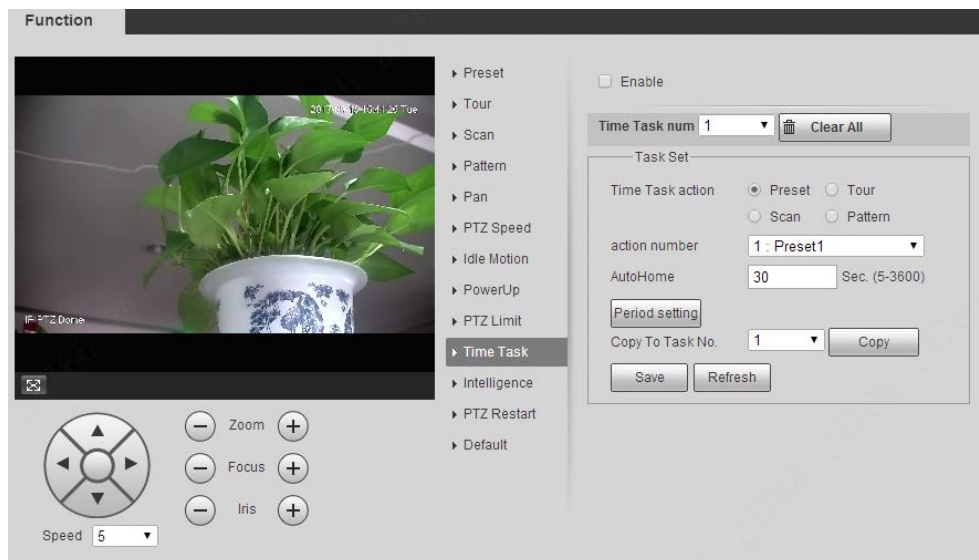 Function
Tue
IP PTZ Dome
Preset
Tour
Scan
Pattern
Pan
PTZ Speed
Idle Motion
PowerUp
PTZ Limit
Time Task
Intelligence
PTZ Restart
Default
Enable
Time Task num 1 Clear All
Task Set
Time Task action Preset Tour
Scan Pattern
action number 1 : Preset1
AutoHome 30 Sec. (5-3600)
Period setting
Copy To Task No. 1 Copy
Save Refresh
Zoom
Focus
Iris
Speed 5